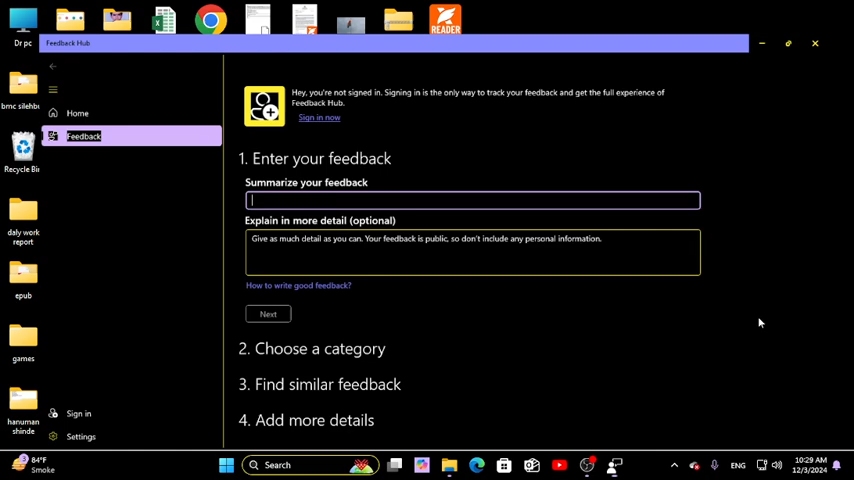 READER
Dr pc
Feedback Hub
Hey, you're not signed in. Signing in is the only way to track your feedback and get the full experience of
Feedback Hub.
Sign in now
bmc silehbu
Home
Feedback
Recycle Bin
1. Enter your feedback
Summarize your feedback
Explain in more detail (optional)
Give as much detail as you can. Your feedback is public, so don't include any personal information.
How to write good feedback?
Next
daly work
report
epub
games
hanuman
shinde
2. Choose a category
3. Find similar feedback
4. Add more details
Sign in
Settings
3
84°F
Smoke
Search
ENG
10:29 AM
12/3/2024